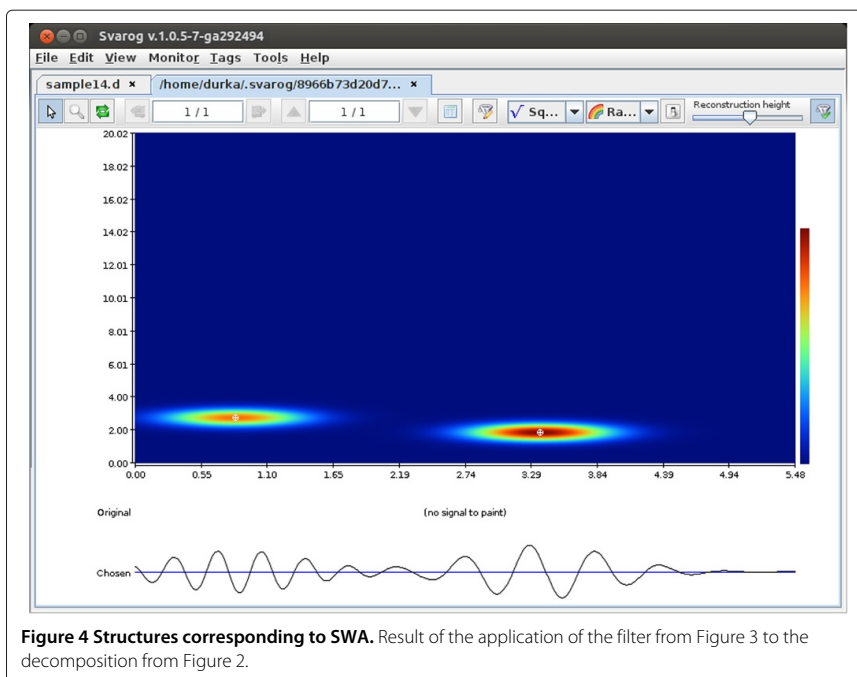 Svarog v.1.0.5-7-ga292494
File Edit View Monitor Tags Tools Help
sample14.d × /home/durka/.svarog/8966b73d20d7... ×
1 / 1 1 / 1 Sq... Ra... Reconstruction height
20.02
18.02
16.02
14.02
12.01
10.01
8.01
6.01
4.00
2.00
0.00
0.00 0.55 1.10 1.65 2.19 2.74 3.29 3.84 4.39 4.94 5.48
Original (no signal to paint)
Chosen
Figure 4 Structures corresponding to SWA. Result of the application of the filter from Figure 3 to the
decomposition from Figure 2.